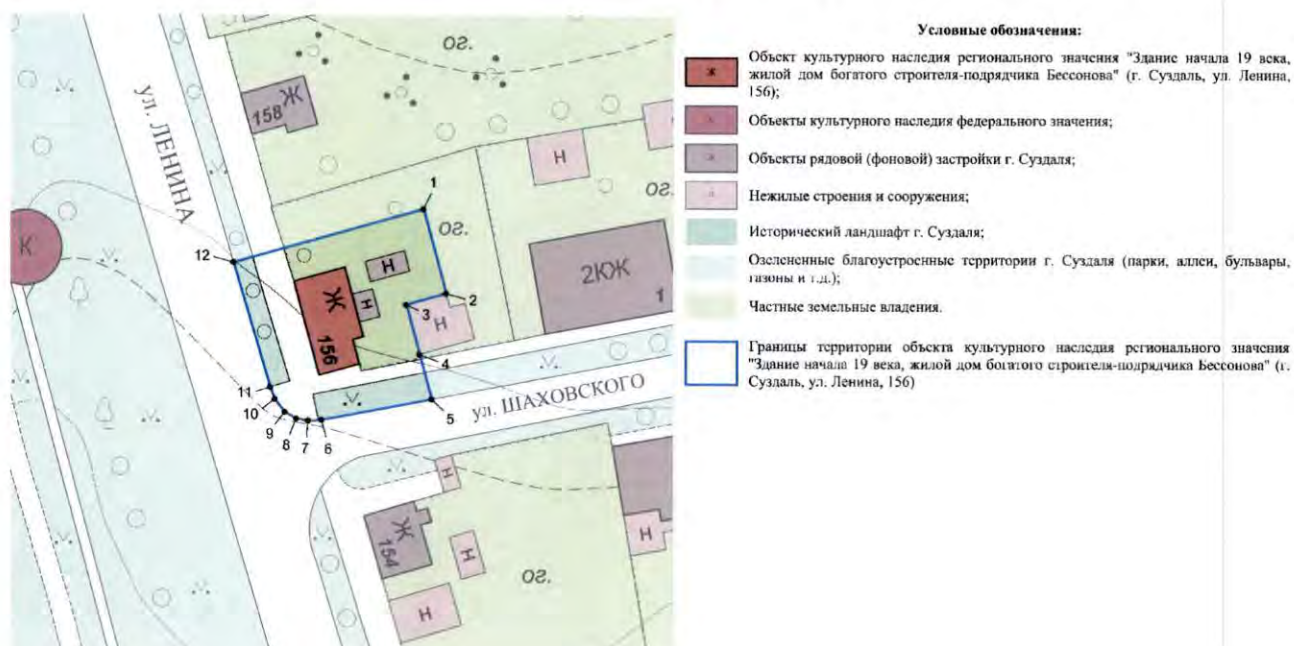 Условные обозначения:
Объект культурного наследия регионального значения "Здание начала 19 века,
жилой дом богатого строителя-подрядчика Бессонова" (г. Суздаль, ул. Ленина,
156);
Объекты культурного наследия федерального значения;
Объекты рядовой (фоновой) застройки г. Суздаля;
Нежилые строения и сооружения;
Исторический ландшафт г. Суздаля;
Озелененные благоустроенные территории г. Суздаля (парки, аллеи, бульвары,
газоны и т.д.);
Частные земельные владения.
Границы территории объекта культурного наследия регионального значения
"Здание начала 19 века, жилой дом богатого строителя-подрядчика Бессонова" (г.
Суздаль, ул. Ленина, 156)
ул. ЛЕНИНА
ог.
Ж
158
Н
ог.
1
ог.
К
12
Н
2КЖ
1
Ж
Н
2
3
Н
156
4
11
10
5
ул. ШАХОВСКОГО
9
8
7
6
Н
Ж
154
Н
Н
ог.
Н